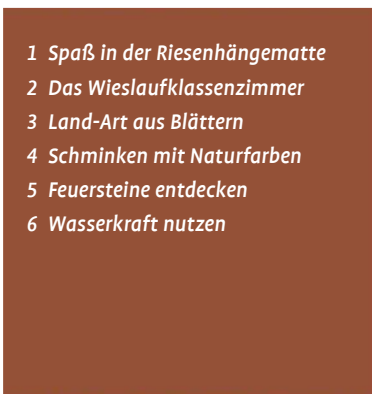 1 Spaß in der Riesenhängematte
2 Das Wieslaufklassenzimmer
3 Land-Art aus Blättern
4 Schminken mit Naturfarben
5 Feuersteine entdecken
6 Wasserkraft nutzen